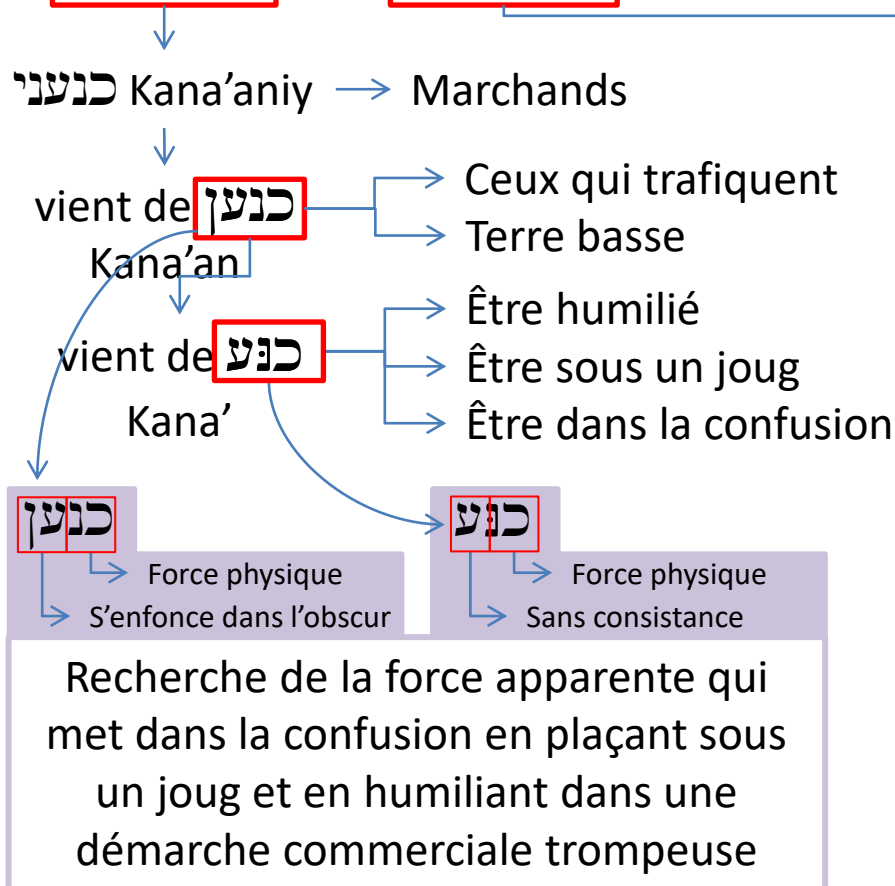 כנעני Kana’aniy → Marchands
vient de כנען
Kana’an
Ceux qui trafiquent
Terre basse
vient de כנּע
Kana’
Être humilié
Être sous un joug
Être dans la confusion
כנען
Force physique
S'enfonce dans l’obscur
כנּע
Force physique
Sans consistance
Recherche de la force apparente qui
met dans la confusion en plaçant sous
un joug et en humiliant dans une
démarche commerciale trompeuse